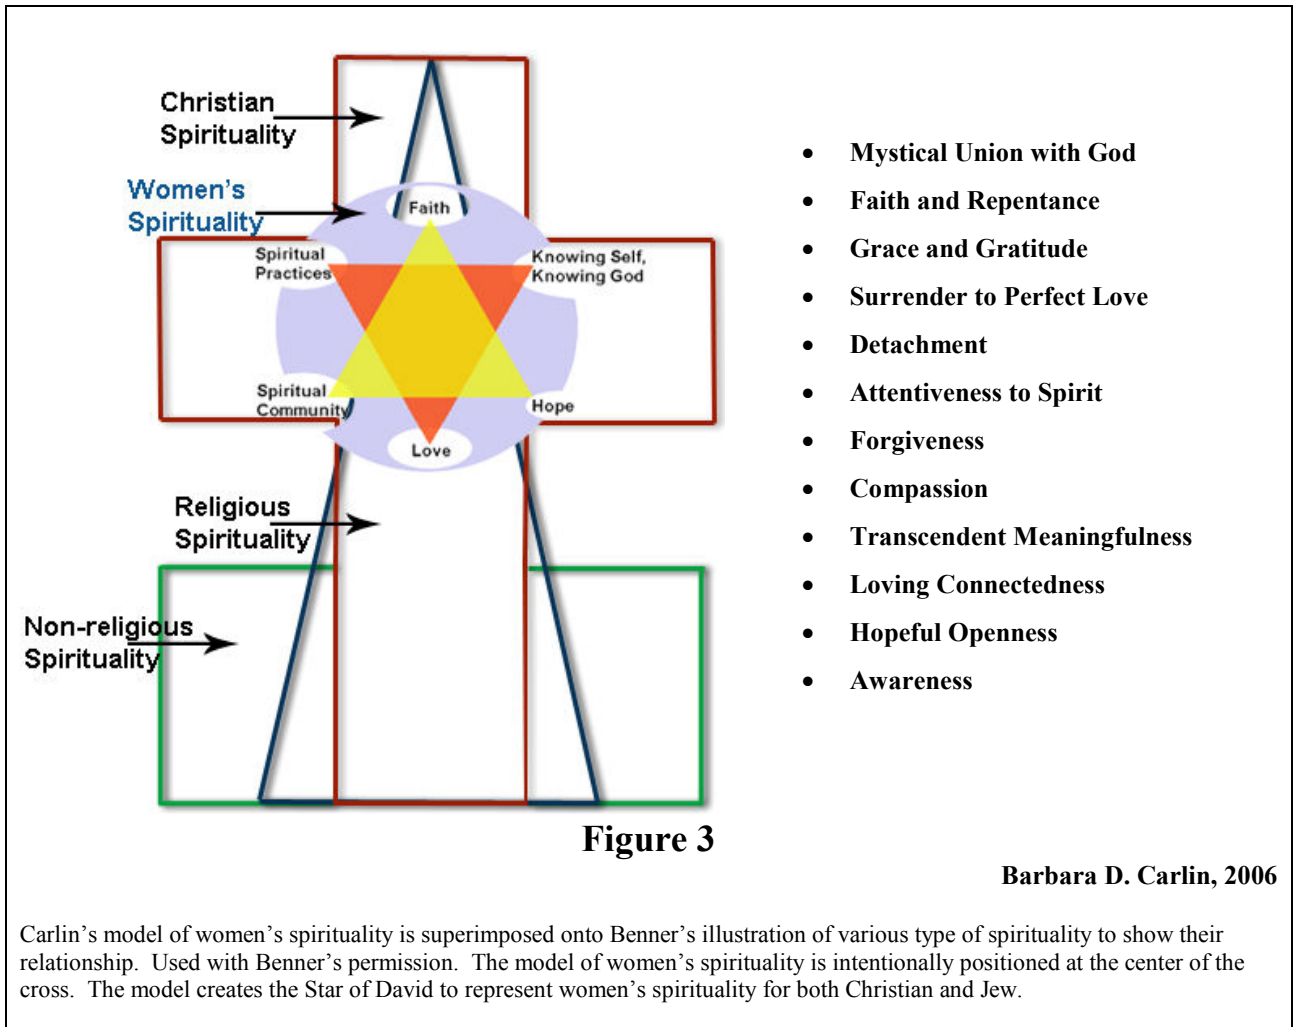 Christian
Spirituality
Women's
Spirituality
Faith
Spiritual
Practices
Knowing Self,
Knowing God
Spiritual
Community
Hope
Love
Religious
Spirituality
Non-religious
Spirituality
• Mystical Union with God
• Faith and Repentance
• Grace and Gratitude
• Surrender to Perfect Love
• Detachment
• Attentiveness to Spirit
• Forgiveness
• Compassion
• Transcendent Meaningfulness
• Loving Connectedness
• Hopeful Openness
• Awareness
Figure 3
Barbara D. Carlin, 2006
Carlin’s model of women’s spirituality is superimposed onto Benner’s illustration of various type of spirituality to show their
relationship. Used with Benner’s permission. The model of women’s spirituality is intentionally positioned at the center of the
cross. The model creates the Star of David to represent women’s spirituality for both Christian and Jew.